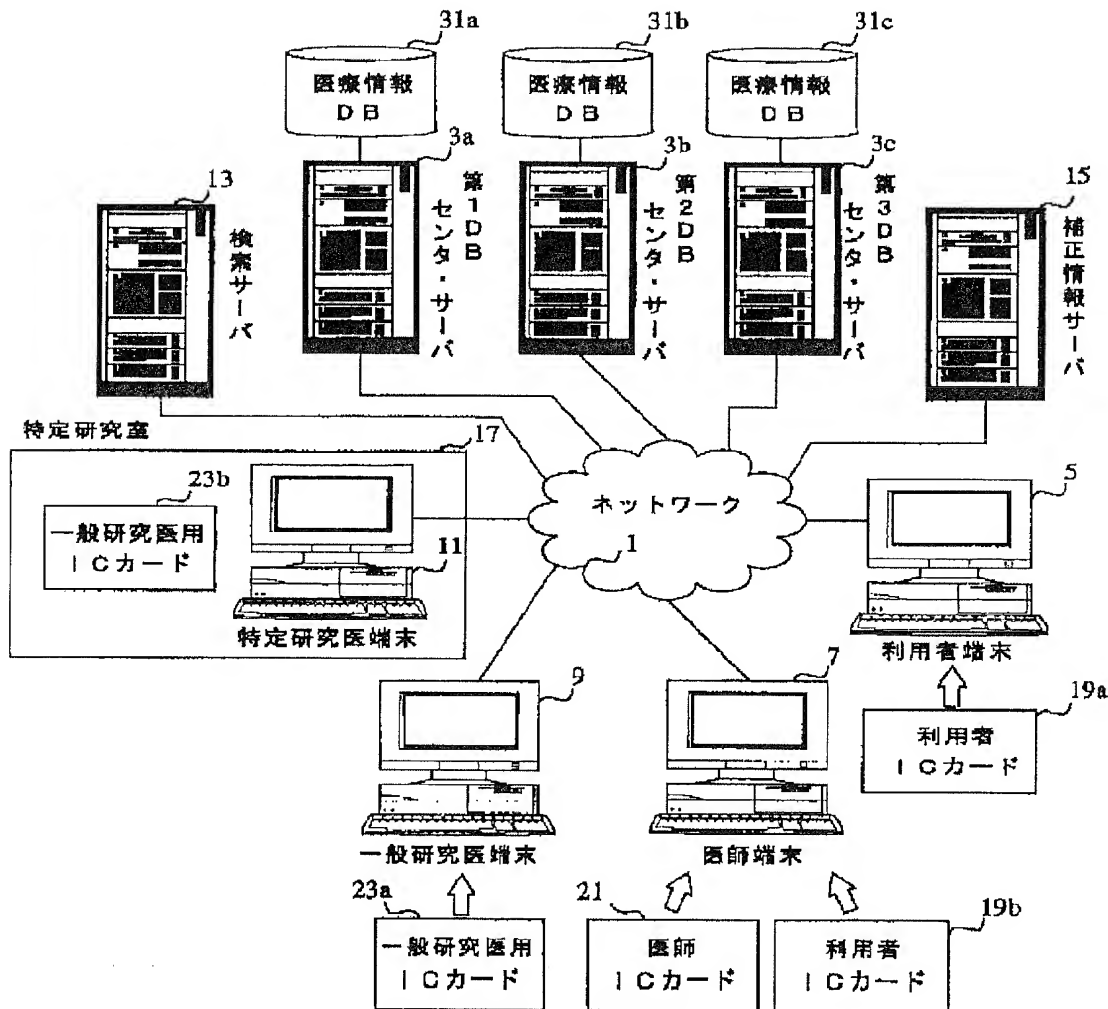 31a
31b
31c
医療情報
DB
医療情報
DB
医療情報
DB
3a
3b
3c
13
15
検索サーバ
第1DB
センタ・サーバ
第2DB
センタ・サーバ
第3DB
センタ・サーバ
補正情報サーバ
特定研究室
17
23b
一般研究医用
ICカード
11
特定研究医端末
ネットワーク
1
5
利用者端末
19a
利用者
ICカード
9
一般研究医端末
7
医師端末
23a
一般研究医用
ICカード
21
医師
ICカード
19b
利用者
ICカード